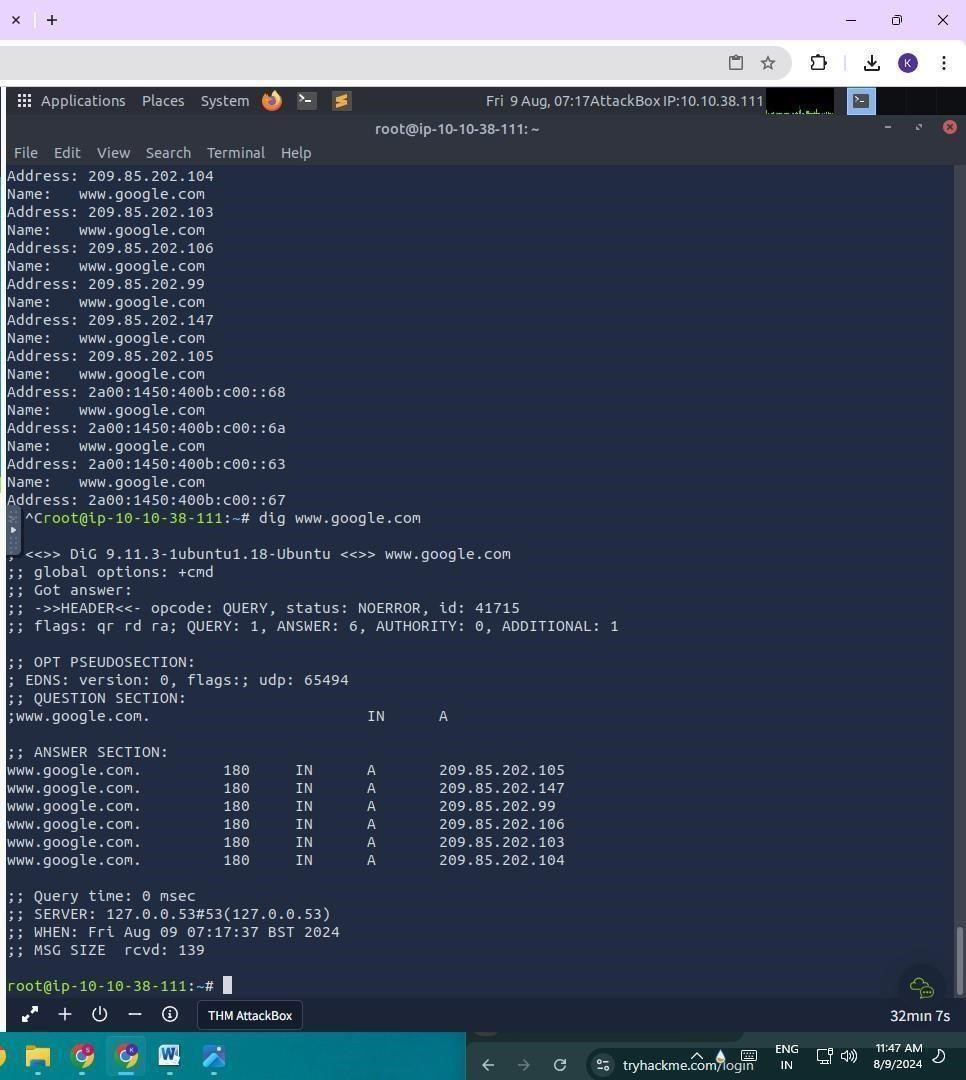 K
Applications Places System Fri 9 Aug, 07:17AttackBox IP:10.10.38.111
root@ip-10-10-38-111: ~
File Edit View Search Terminal Help
Address: 209.85.202.104
Name: www.google.com
Address: 209.85.202.103
Name: www.google.com
Address: 209.85.202.106
Name: www.google.com
Address: 209.85.202.99
Name: www.google.com
Address: 209.85.202.147
Name: www.google.com
Address: 209.85.202.105
Name: www.google.com
Address: 2a00:1450:400b:c00::68
Name: www.google.com
Address: 2a00:1450:400b:c00::6a
Name: www.google.com
Address: 2a00:1450:400b:c00::63
Name: www.google.com
Address: 2a00:1450:400b:c00::67
^Croot@ip-10-10-38-111:~# dig www.google.com
; <<>> DiG 9.11.3-1ubuntu1.18-Ubuntu <<>> www.google.com
;; global options: +cmd
;; Got answer:
;; ->>HEADER<<- opcode: QUERY, status: NOERROR, id: 41715
;; flags: qr rd ra; QUERY: 1, ANSWER: 6, AUTHORITY: 0, ADDITIONAL: 1
;; OPT PSEUDOSECTION:
; EDNS: version: 0, flags:; udp: 65494
;; QUESTION SECTION:
;www.google.com. IN A
;; ANSWER SECTION:
www.google.com. 180 IN A 209.85.202.105
www.google.com. 180 IN A 209.85.202.147
www.google.com. 180 IN A 209.85.202.99
www.google.com. 180 IN A 209.85.202.106
www.google.com. 180 IN A 209.85.202.103
www.google.com. 180 IN A 209.85.202.104
;; Query time: 0 msec
;; SERVER: 127.0.0.53#53(127.0.0.53)
;; WHEN: Fri Aug 09 07:17:37 BST 2024
;; MSG SIZE rcvd: 139
root@ip-10-10-38-111:~#
THM AttackBox 32min 7s
tryhackme.com/login
ENG
IN
11:47 AM
8/9/2024